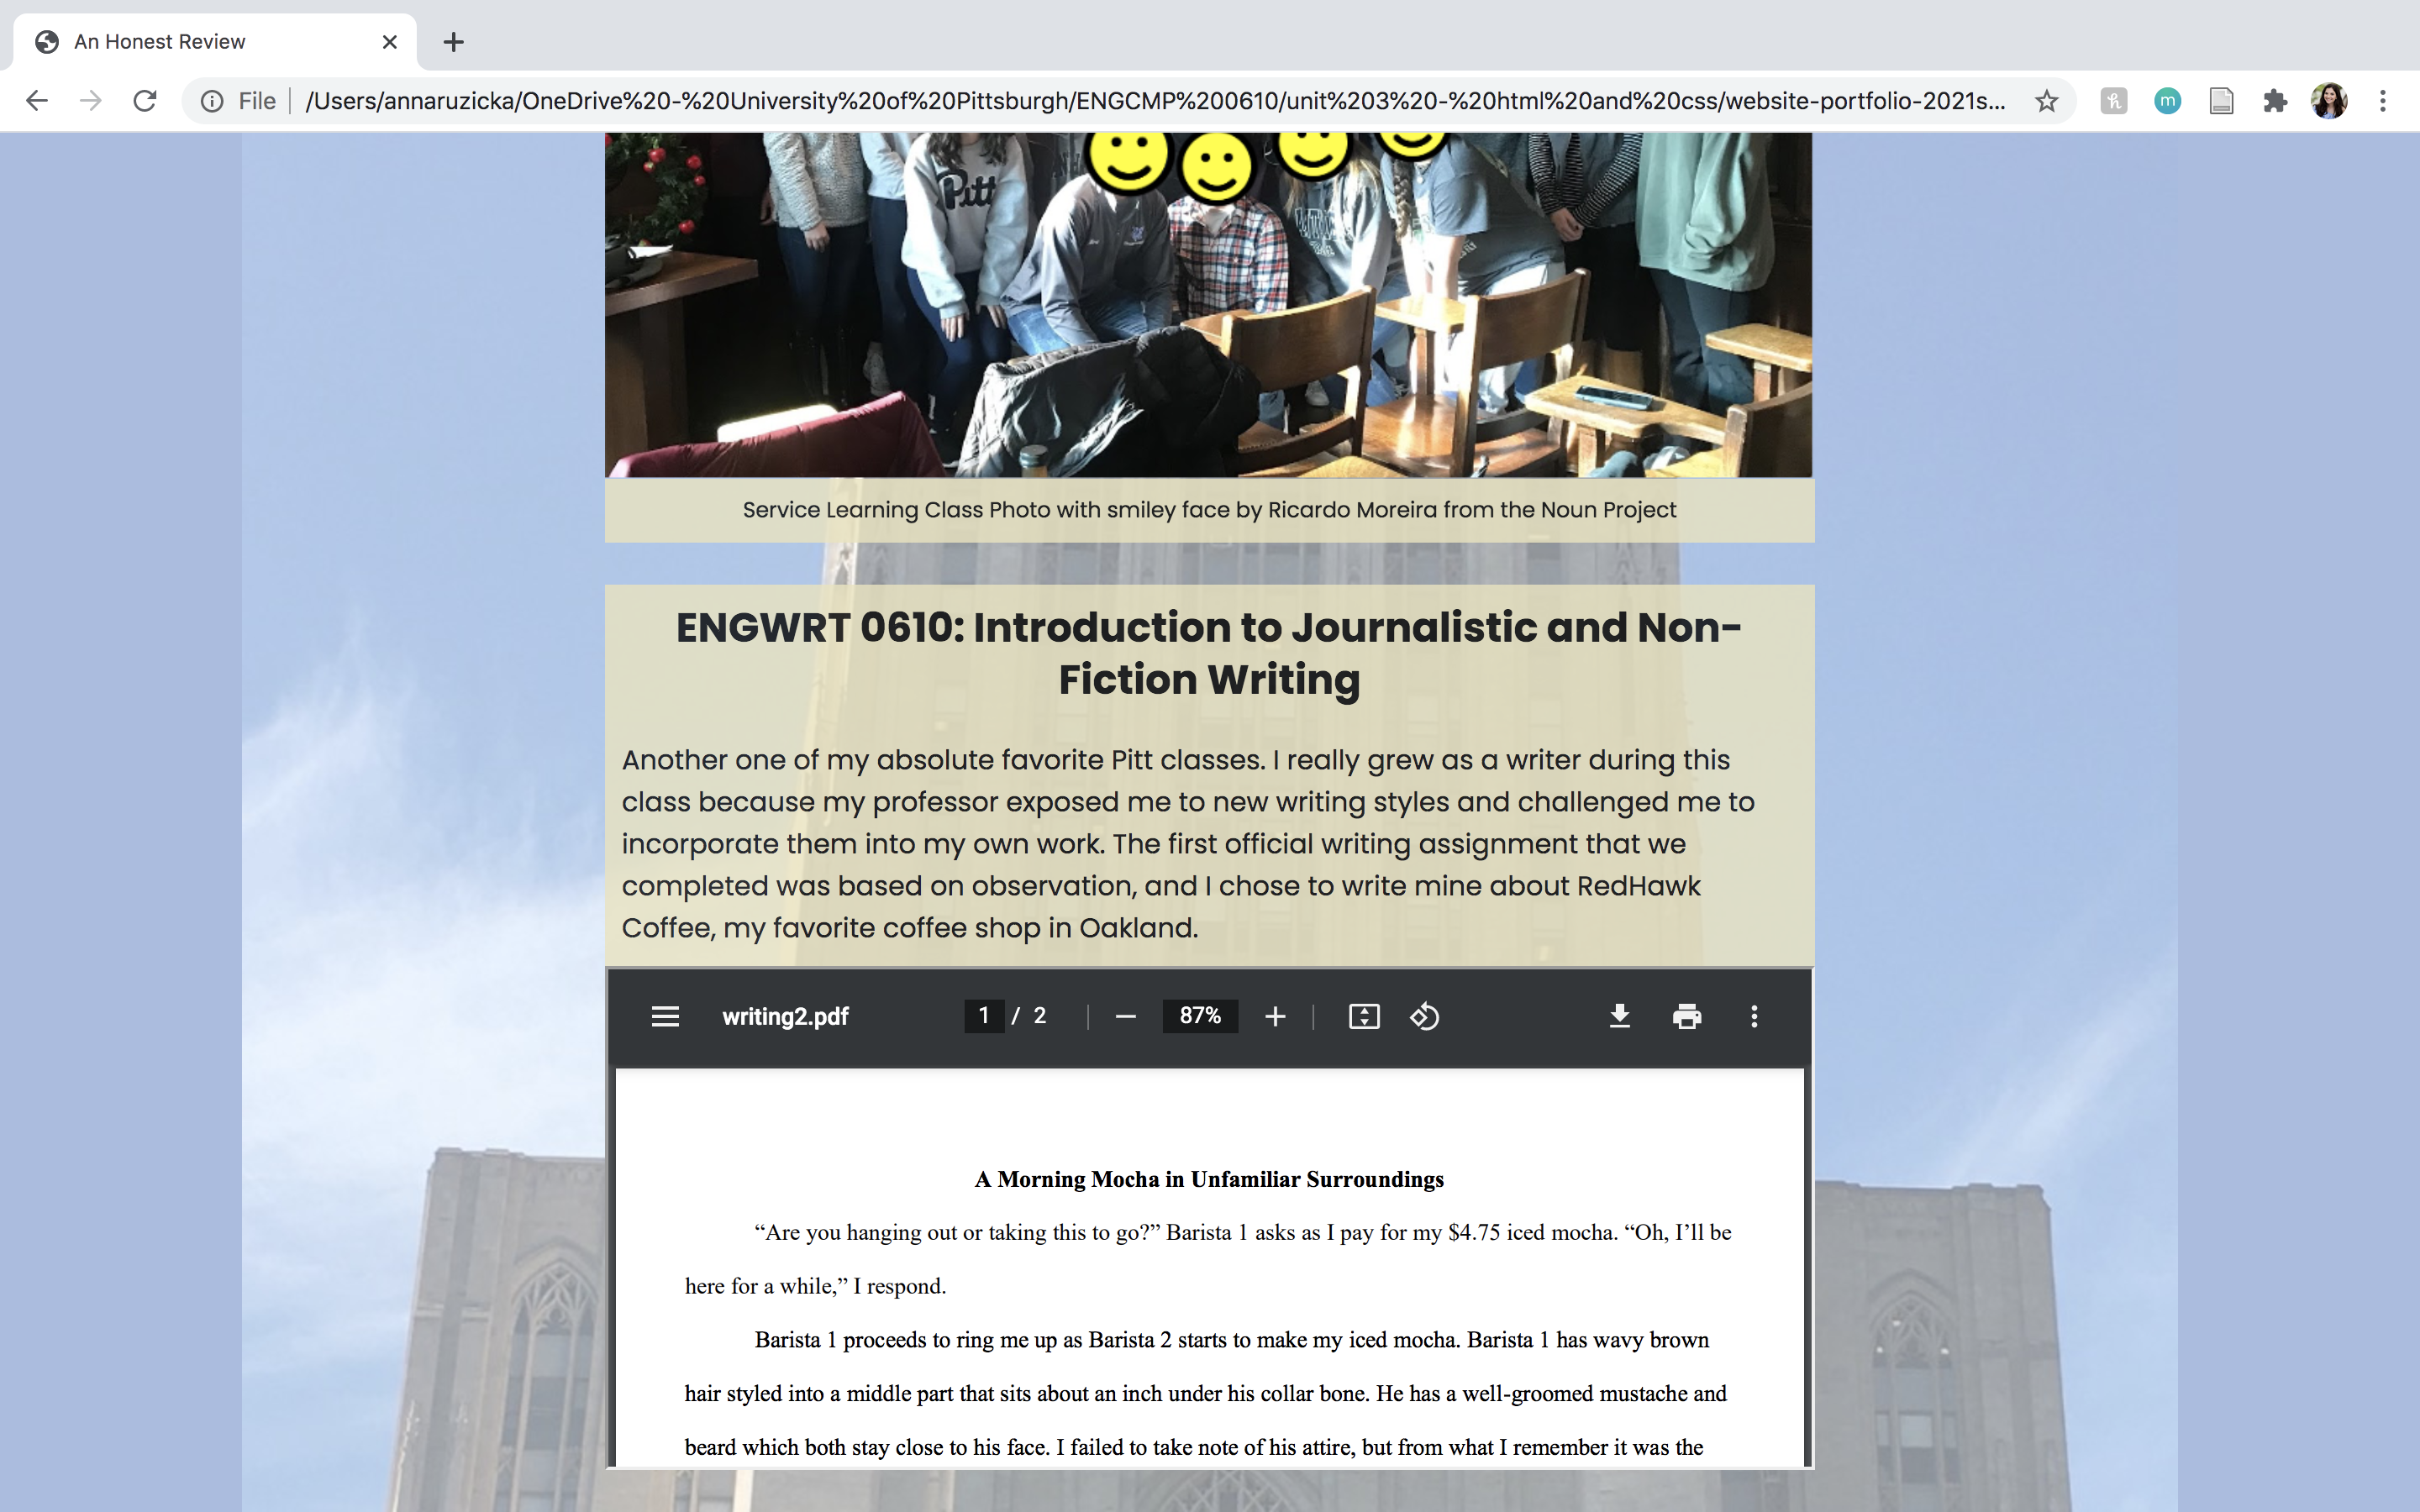 An Honest Review
File /Users/annaruzicka/OneDrive%20-%20University%20of%20Pittsburgh/ENGCMP%200610/unit%203%20-%20html%20and%20css/website-portfolio-2021s...
m
Pitt
Service Learning Class Photo with smiley face by Ricardo Moreira from the Noun Project
ENGWRT 0610: Introduction to Journalistic and Non-
Fiction Writing
Another one of my absolute favorite Pitt classes. I really grew as a writer during this
class because my professor exposed me to new writing styles and challenged me to
incorporate them into my own work. The first official writing assignment that we
completed was based on observation, and I chose to write mine about RedHawk
Coffee, my favorite coffee shop in Oakland.
writing2.pdf 1 / 2 87%
A Morning Mocha in Unfamiliar Surroundings
“Are you hanging out or taking this to go?” Barista 1 asks as I pay for my $4.75 iced mocha. “Oh, I’ll be
here for a while,” I respond.
Barista 1 proceeds to ring me up as Barista 2 starts to make my iced mocha. Barista 1 has wavy brown
hair styled into a middle part that sits about an inch under his collar bone. He has a well-groomed mustache and
beard which both stay close to his face. I failed to take note of his attire, but from what I remember it was the